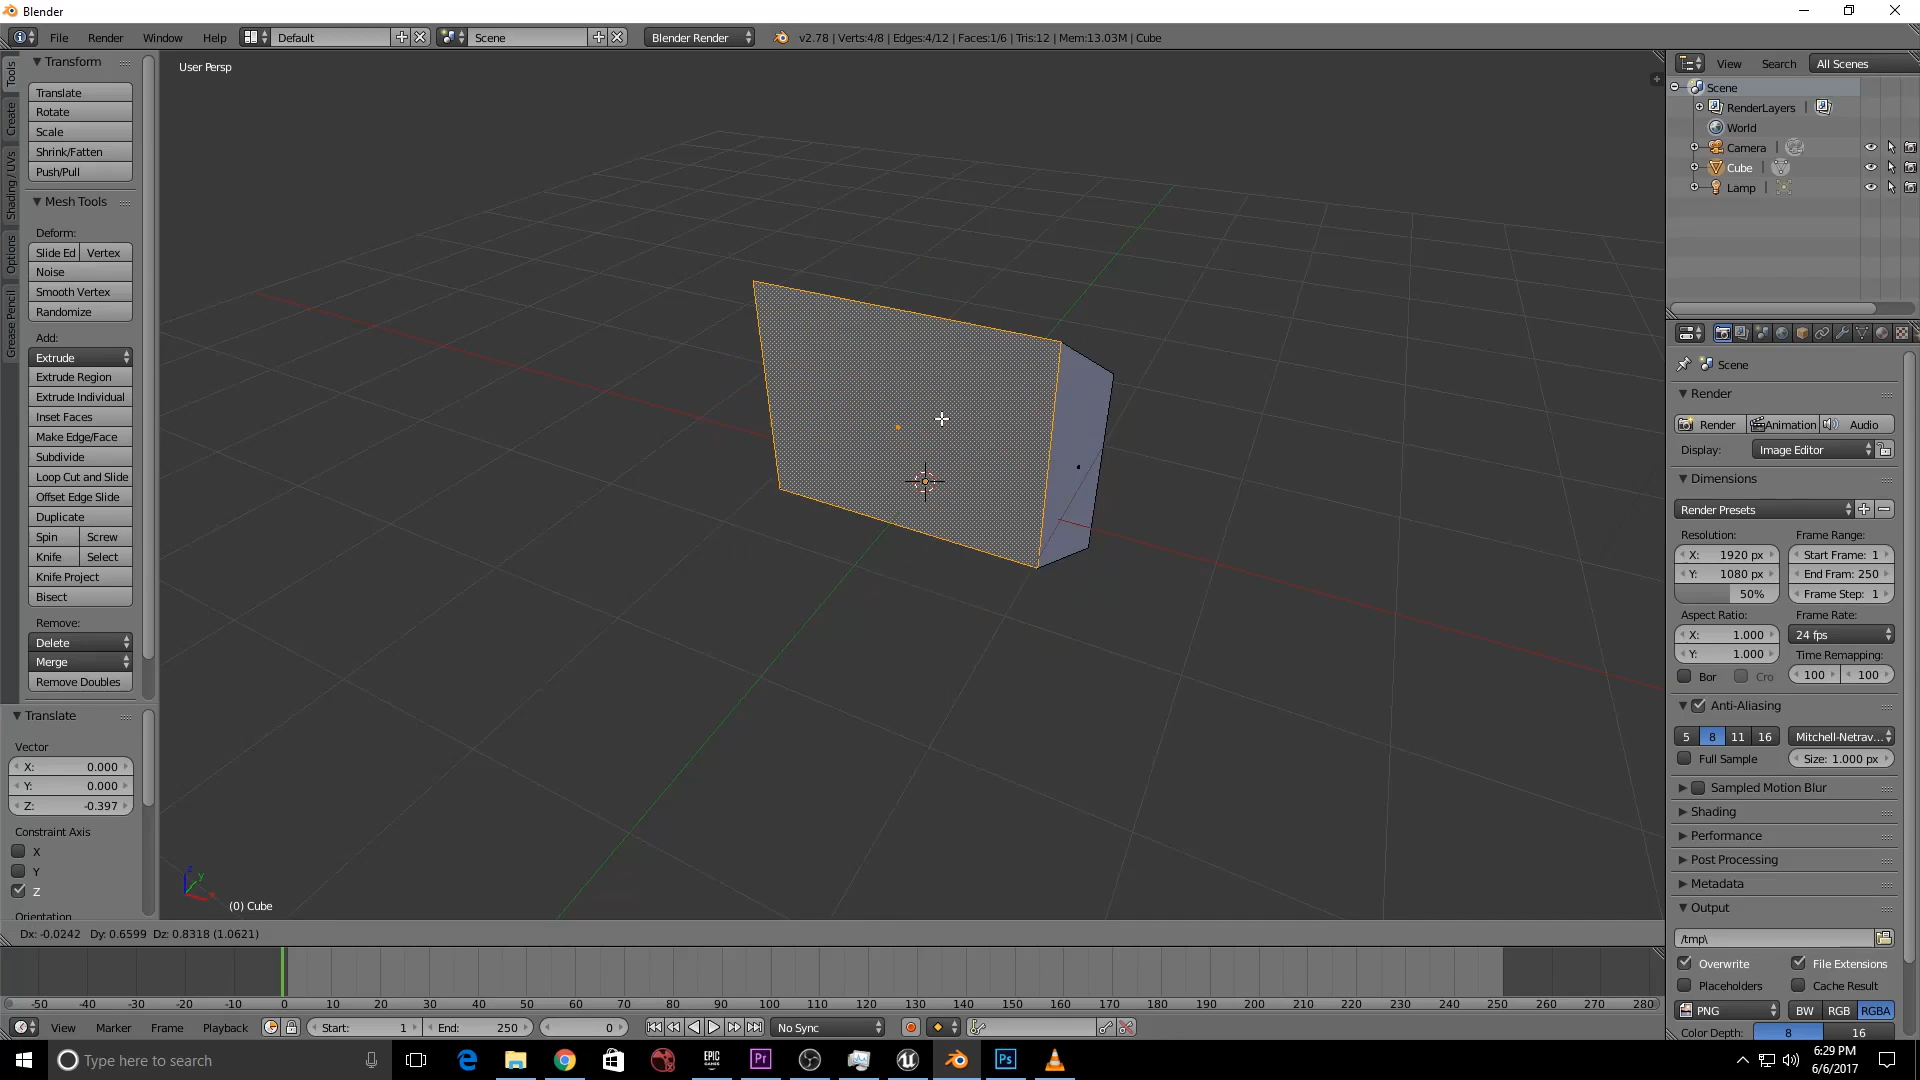 Blender
File Render Window Help Default Scene Blender Render v2.78 | Verts:4/8 | Edges:4/12 | Faces:1/6 | Tris:12 | Mem:13.03M | Cube
Tools
Create
Shading / UVs
Options
Grease Pencil
Transform
Translate
Rotate
Scale
Shrink/Fatten
Push/Pull
Mesh Tools
Deform:
Slide Ed Vertex
Noise
Smooth Vertex
Randomize
Add:
Extrude
Extrude Region
Extrude Individual
Inset Faces
Make Edge/Face
Subdivide
Loop Cut and Slide
Offset Edge Slide
Duplicate
Spin Screw
Knife Select
Knife Project
Bisect
Remove:
Delete
Merge
Remove Doubles
Translate
Vector
X: 0.000
Y: 0.000
Z: -0.397
Constraint Axis
X
Y
Z
Orientation
User Persp
z
y
(0) Cube
Dx: -0.0242 Dy: 0.6599 Dz: 0.8318 (1.0621)
View Search All Scenes
Scene
RenderLayers |
World
Camera |
Cube |
Lamp |
Scene
Render
Render Animation Audio
Display: Image Editor
Dimensions
Render Presets
Resolution: Frame Range:
X: 1920 px Start Frame: 1
Y: 1080 px End Fram: 250
50% Frame Step: 1
Aspect Ratio: Frame Rate:
X: 1.000 24 fps
Y: 1.000 Time Remapping:
Bor Cro 100 100
Anti-Aliasing
5 8 11 16 Mitchell-Netrav...
Full Sample Size: 1.000 px
Sampled Motion Blur
Shading
Performance
Post Processing
Metadata
Output
/tmp\
Overwrite File Extensions
Placeholders Cache Result
PNG BW RGB RGBA
Color Depth: 8 16
-50 -40 -30 -20 -10 0 10 20 30 40 50 60 70 80 90 100 110 120 130 140 150 160 170 180 190 200 210 220 230 240 250 260 270 280
View Marker Frame Playback Start: 1 End: 250 0 No Sync
Type here to search
EPIC GAMES
Pr
Ps
6:29 PM
6/6/2017